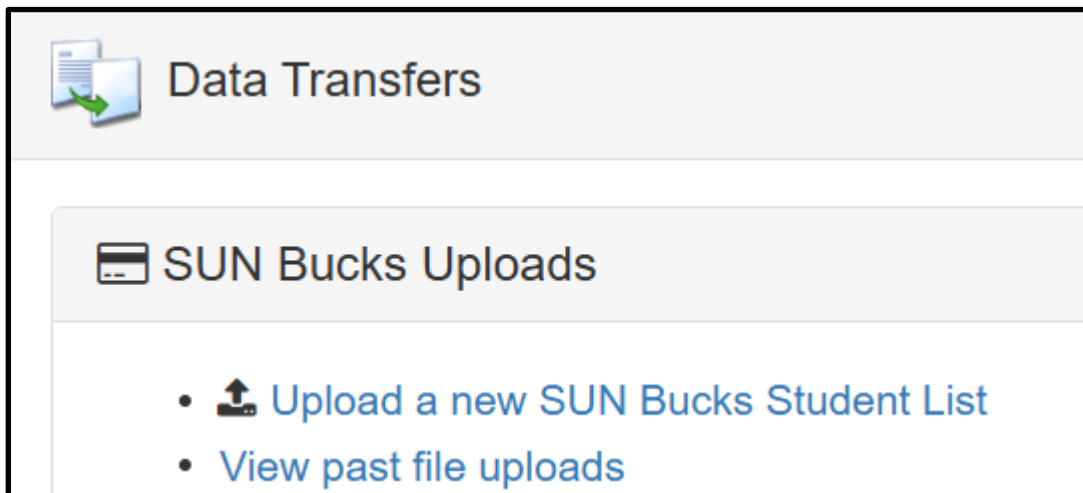 Data Transfers
SUN Bucks Uploads
Upload a new SUN Bucks Student List
View past file uploads